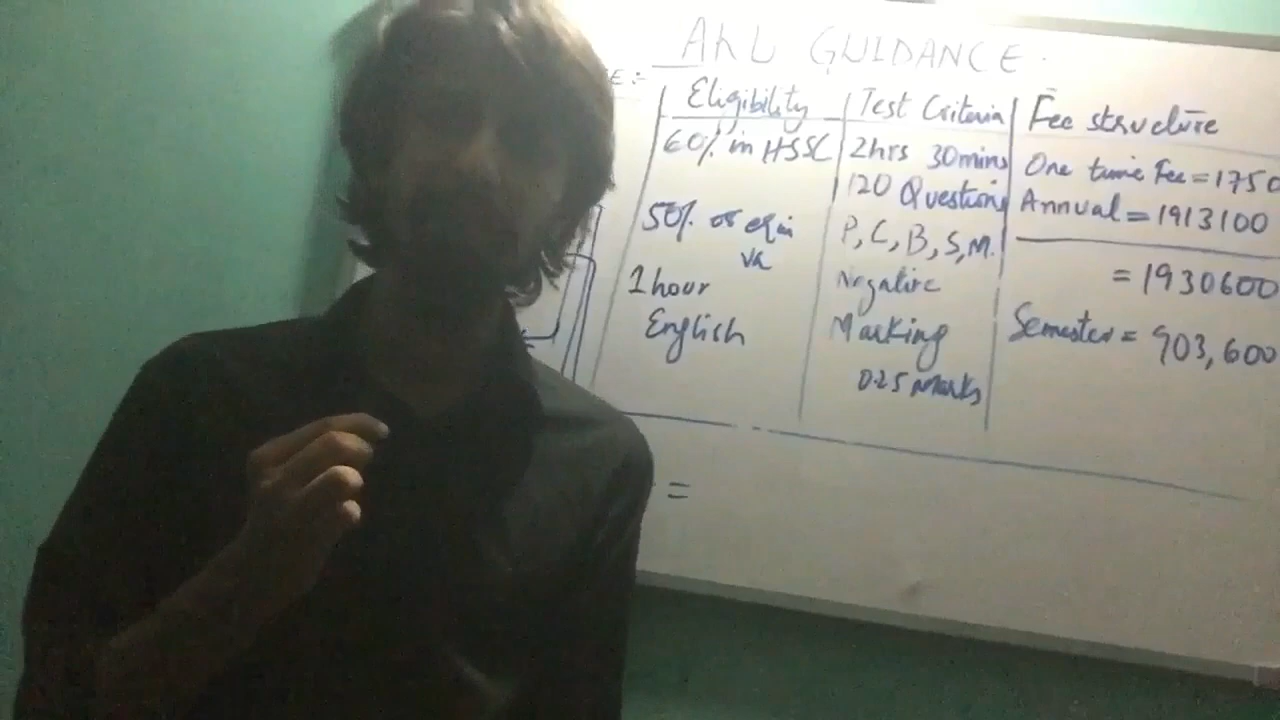 AKU GUIDANCE
E:-
Eligibility
60% in HSSC
50% or equi
va
1 hour
English
Test Criteria
2hrs 30mins
120 Questions
P, C, B, S, M.
Negative
Marking
0.25 Marks
Fee structure
One time Fee = 1750
Annual = 1913100
= 1930600
Semester = 903,600
=